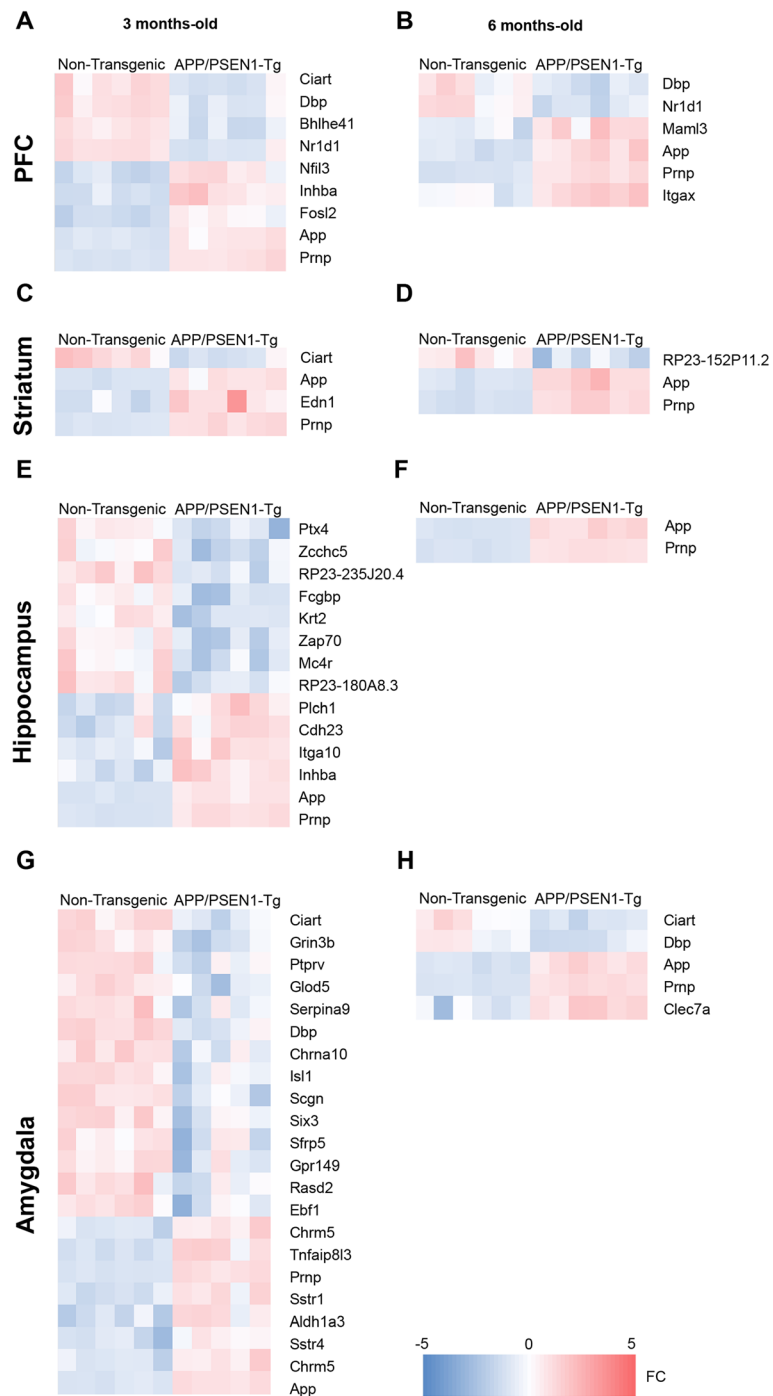 A
3 months-old
B
6 months-old
PFC
Non-Transgenic APP/PSEN1-Tg
Ciart
Dbp
Bhlhe41
Nr1d1
Nfil3
Inhba
Fosl2
App
Prnp
Non-Transgenic APP/PSEN1-Tg
Dbp
Nr1d1
Maml3
App
Prnp
Itgax
C
D
Striatum
Non-Transgenic APP/PSEN1-Tg
Ciart
App
Edn1
Prnp
Non-Transgenic APP/PSEN1-Tg
RP23-152P11.2
App
Prnp
E
F
Hippocampus
Non-Transgenic APP/PSEN1-Tg
Ptx4
Zcchc5
RP23-235J20.4
Fcgbp
Krt2
Zap70
Mc4r
RP23-180A8.3
Plch1
Cdh23
Itga10
Inhba
App
Prnp
Non-Transgenic APP/PSEN1-Tg
App
Prnp
G
H
Amygdala
Non-Transgenic APP/PSEN1-Tg
Ciart
Grin3b
Ptprv
Glod5
Serpina9
Dbp
Chrna10
Isl1
Scgn
Six3
Sfrp5
Gpr149
Rasd2
Ebf1
Chrm5
Tnfaip8l3
Prnp
Sstr1
Aldh1a3
Sstr4
Chrm5
App
Non-Transgenic APP/PSEN1-Tg
Ciart
Dbp
App
Prnp
Clec7a
-5 0 5
FC